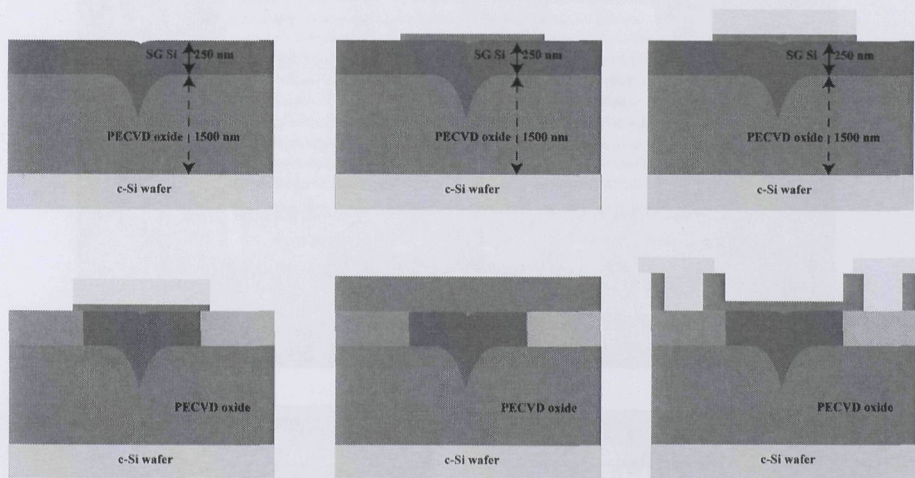 SG Si 250 nm
PECVD oxide 1500 nm
c-Si wafer
SG Si 250 nm
PECVD oxide 1500 nm
c-Si wafer
SG Si 250 nm
PECVD oxide 1500 nm
c-Si wafer
PECVD oxide
c-Si wafer
PECVD oxide
c-Si wafer
PECVD oxide
c-Si wafer